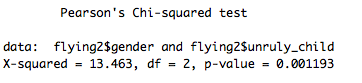 Pearson's Chi-squared test
data:  flying2$gender and flying2$unruly_child
X-squared = 13.463, df = 2, p-value = 0.001193